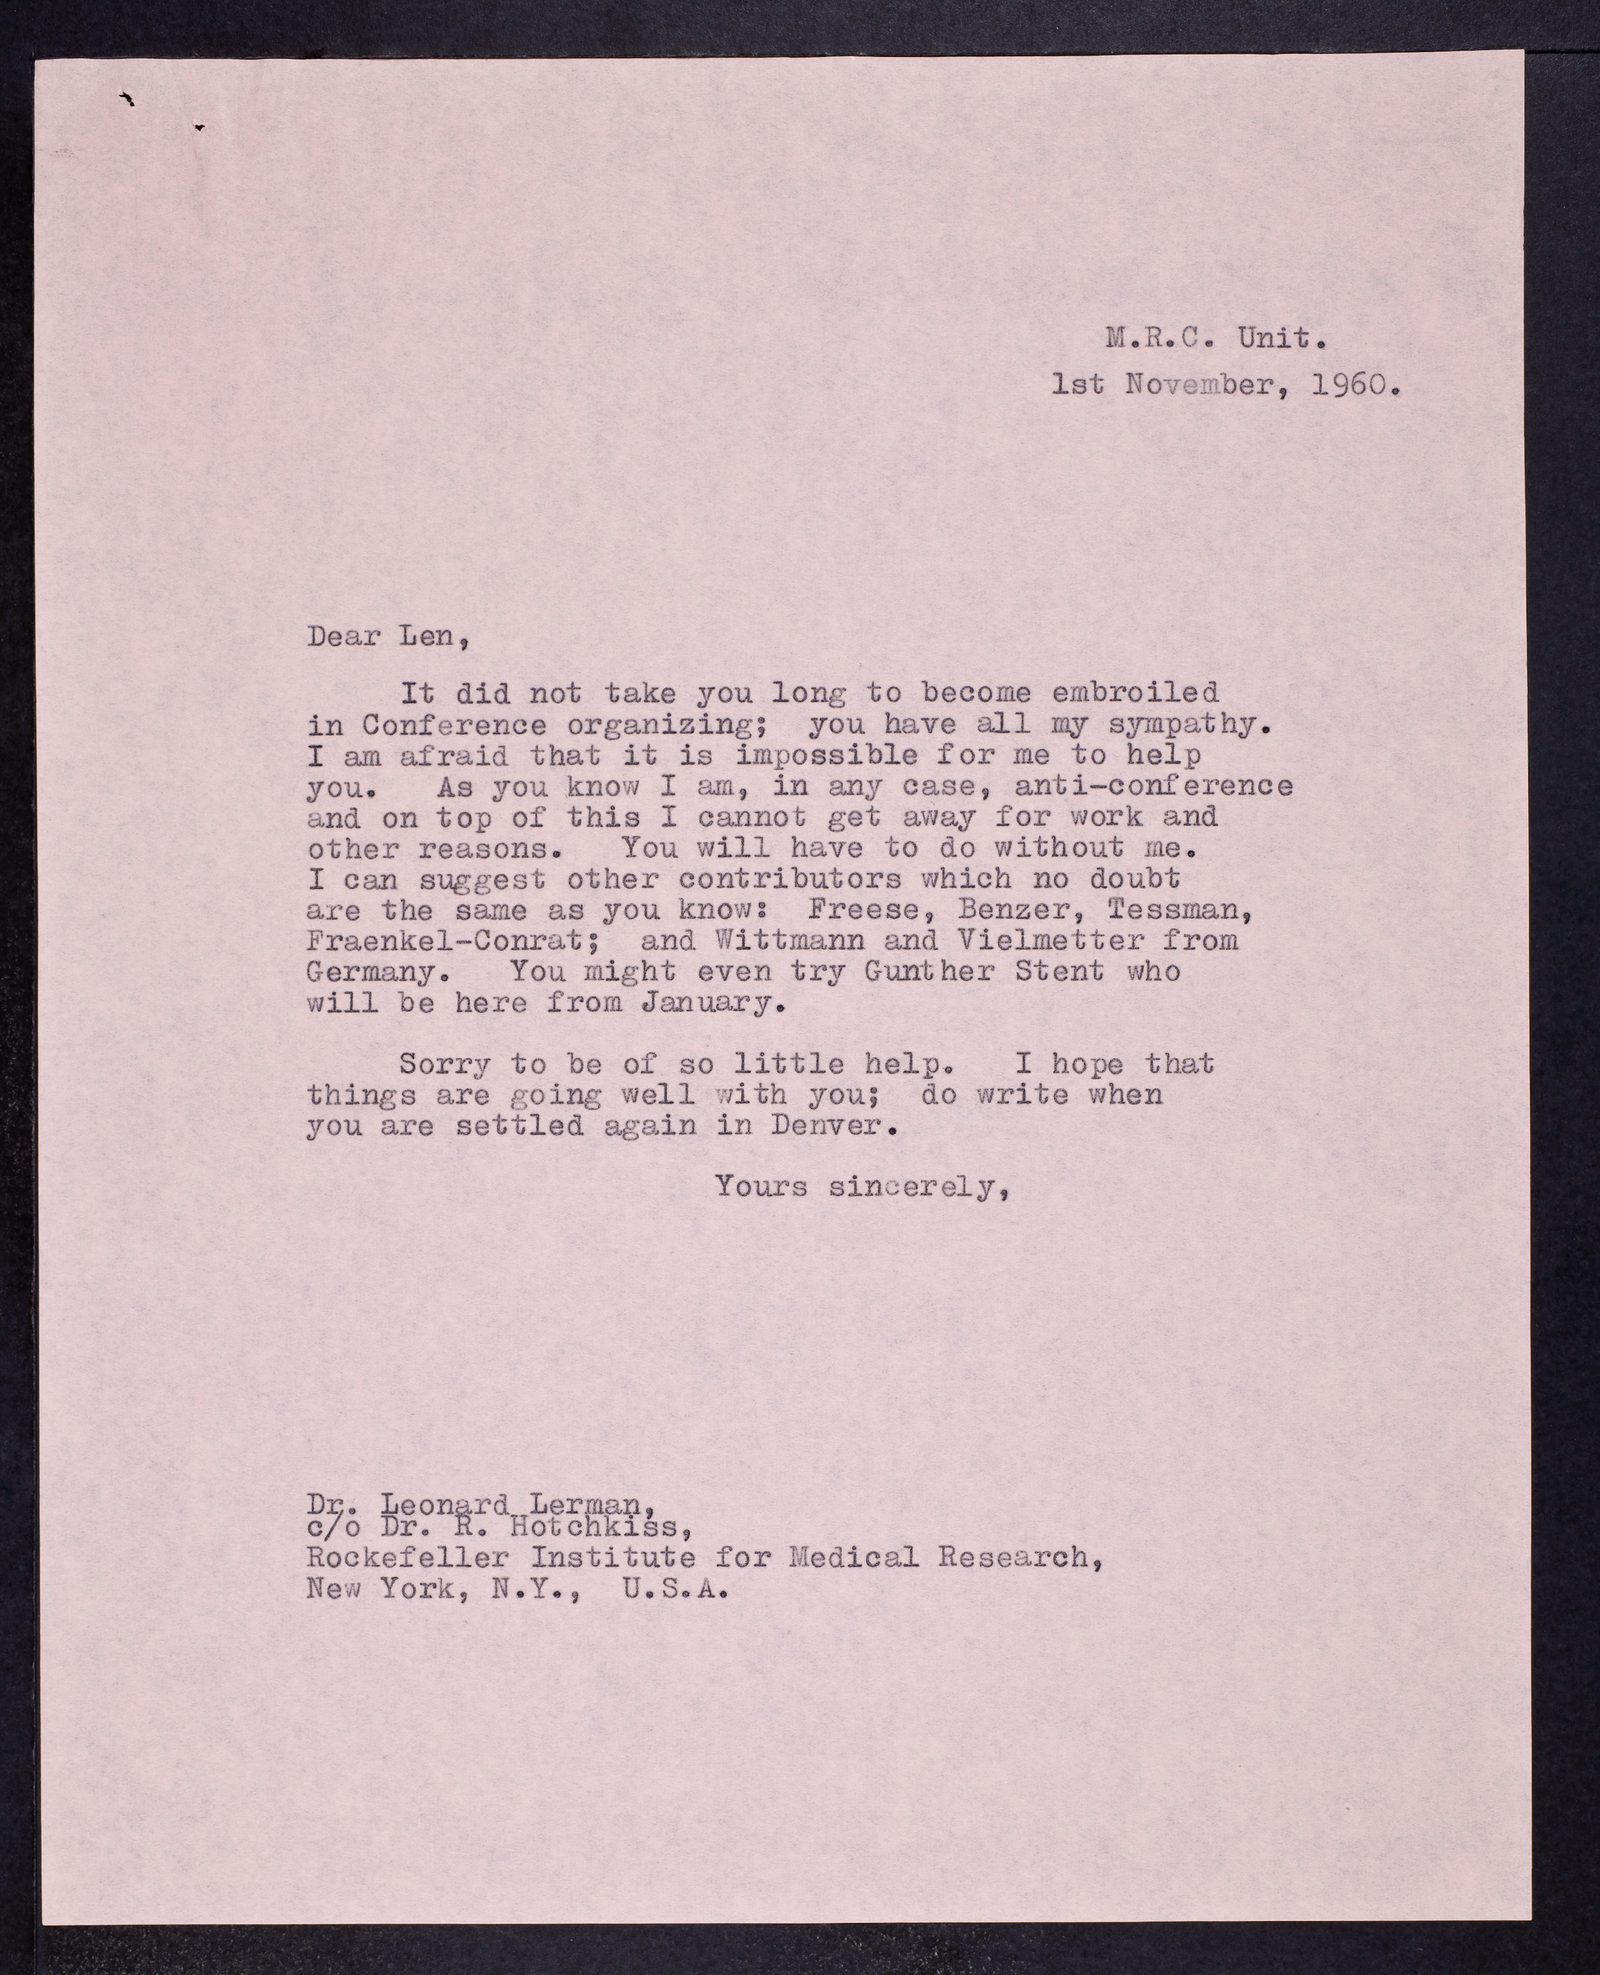 M.R.C. Unit.
1st November, 1960.
Dear Len,
It did not take you long to become embroiled
in Conference organizing; you have all my sympathy.
I am afraid that it is impossible for me to help
you. As you know I am, in any case, anti-conference
and on top of this I cannot get away for work and
other reasons. You will have to do without me.
I can suggest other contributors which no doubt
are the same as you know: Freese, Benzer, Tessman,
Fraenkel-Conrat; and Wittmann and Vielmetter from
Germany. You might even try Gunther Stent who
will be here from January.
Sorry to be of so little help. I hope that
things are going well with you; do write when
you are settled again in Denver.
Yours sincerely,
Dr. Leonard Lerman,
c/o Dr. R. Hotchkiss,
Rockefeller Institute for Medical Research,
New York, N.Y., U.S.A.